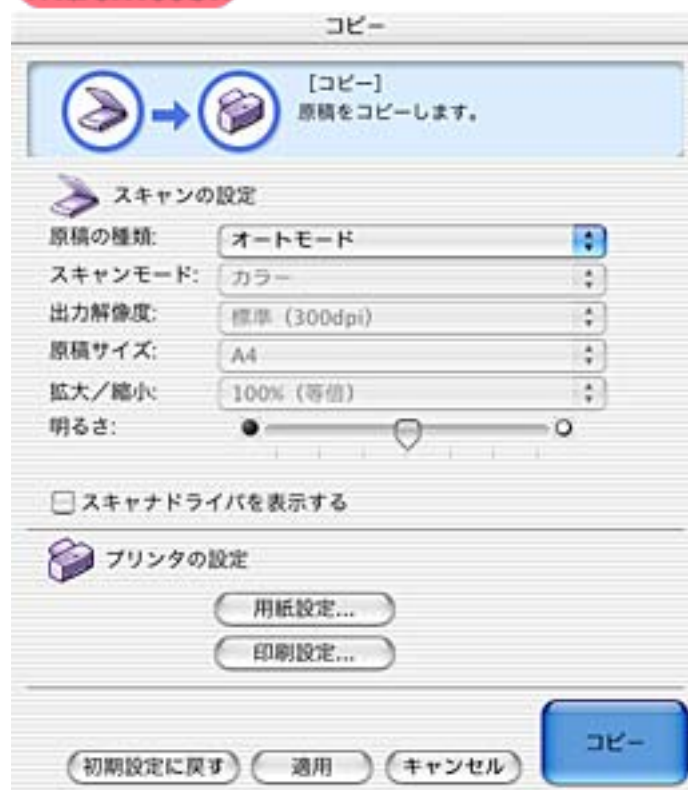 コピー
[コピー]
原稿をコピーします。
スキャンの設定
原稿の種類: オートモード
スキャンモード: カラー
出力解像度: 標準 (300dpi)
原稿サイズ: A4
拡大／縮小: 100% (等倍)
明るさ:
スキャナドライバを表示する
プリンタの設定
用紙設定...
印刷設定...
初期設定に戻す 適用 キャンセル コピー